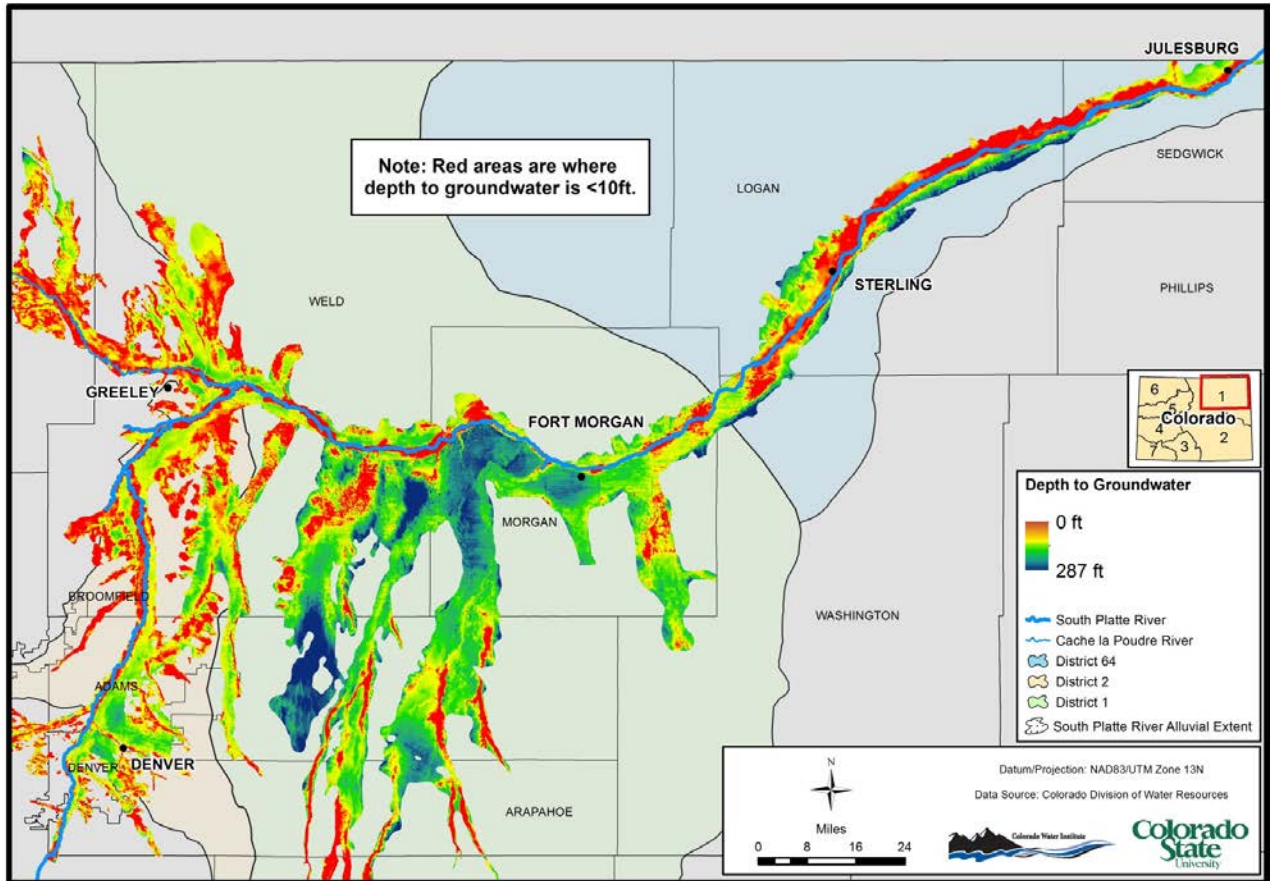 JULESBURG
SEDGWICK
Note: Red areas are where
depth to groundwater is <10ft.
LOGAN
STERLING
PHILLIPS
WELD
GREELEY
FORT MORGAN
MORGAN
WASHINGTON
BROOMFIELD
ADAMS
DENVER
DENVER
ARAPAHOE
6
1
5
Colorado
4
2
7
3
Depth to Groundwater
0 ft
287 ft
South Platte River
Cache la Poudre River
District 64
District 2
District 1
South Platte River Alluvial Extent
N
Miles
0 8 16 24
Datum/Projection: NAD83/UTM Zone 13N
Data Source: Colorado Division of Water Resources
Colorado Water Institute
Colorado
State
University